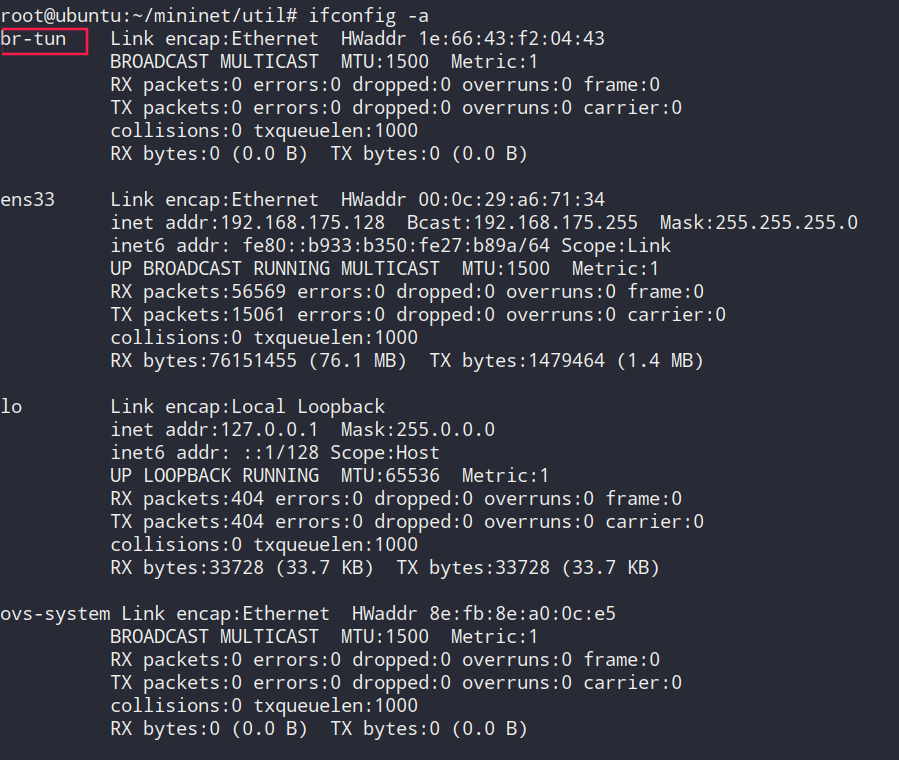 root@ubuntu:~/mininet/util# ifconfig -a
br-tun    Link encap:Ethernet  HWaddr 1e:66:43:f2:04:43
          BROADCAST MULTICAST  MTU:1500  Metric:1
          RX packets:0 errors:0 dropped:0 overruns:0 frame:0
          TX packets:0 errors:0 dropped:0 overruns:0 carrier:0
          collisions:0 txqueuelen:1000
          RX bytes:0 (0.0 B)  TX bytes:0 (0.0 B)

ens33     Link encap:Ethernet  HWaddr 00:0c:29:a6:71:34
          inet addr:192.168.175.128  Bcast:192.168.175.255  Mask:255.255.255.0
          inet6 addr: fe80::b933:b350:fe27:b89a/64 Scope:Link
          UP BROADCAST RUNNING MULTICAST  MTU:1500  Metric:1
          RX packets:56569 errors:0 dropped:0 overruns:0 frame:0
          TX packets:15061 errors:0 dropped:0 overruns:0 carrier:0
          collisions:0 txqueuelen:1000
          RX bytes:76151455 (76.1 MB)  TX bytes:1479464 (1.4 MB)

lo        Link encap:Local Loopback
          inet addr:127.0.0.1  Mask:255.0.0.0
          inet6 addr: ::1/128 Scope:Host
          UP LOOPBACK RUNNING  MTU:65536  Metric:1
          RX packets:404 errors:0 dropped:0 overruns:0 frame:0
          TX packets:404 errors:0 dropped:0 overruns:0 carrier:0
          collisions:0 txqueuelen:1000
          RX bytes:33728 (33.7 KB)  TX bytes:33728 (33.7 KB)

ovs-system Link encap:Ethernet  HWaddr 8e:fb:8e:a0:0c:e5
          BROADCAST MULTICAST  MTU:1500  Metric:1
          RX packets:0 errors:0 dropped:0 overruns:0 frame:0
          TX packets:0 errors:0 dropped:0 overruns:0 carrier:0
          collisions:0 txqueuelen:1000
          RX bytes:0 (0.0 B)  TX bytes:0 (0.0 B)